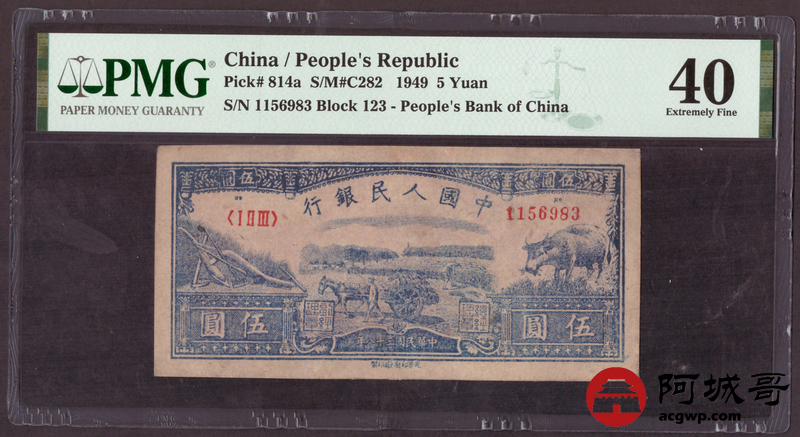 PMG®
PAPER MONEY GUARANTY
China / People's Republic
Pick# 814a S/M#C282 1949 5 Yuan
S/N 1156983 Block 123 - People's Bank of China
40
Extremely Fine
圓伍
圓伍
行銀民人國中
〈I II III〉
1156983
圓伍
圓伍
年八十三國民華中
阿城哥
acgwp.com